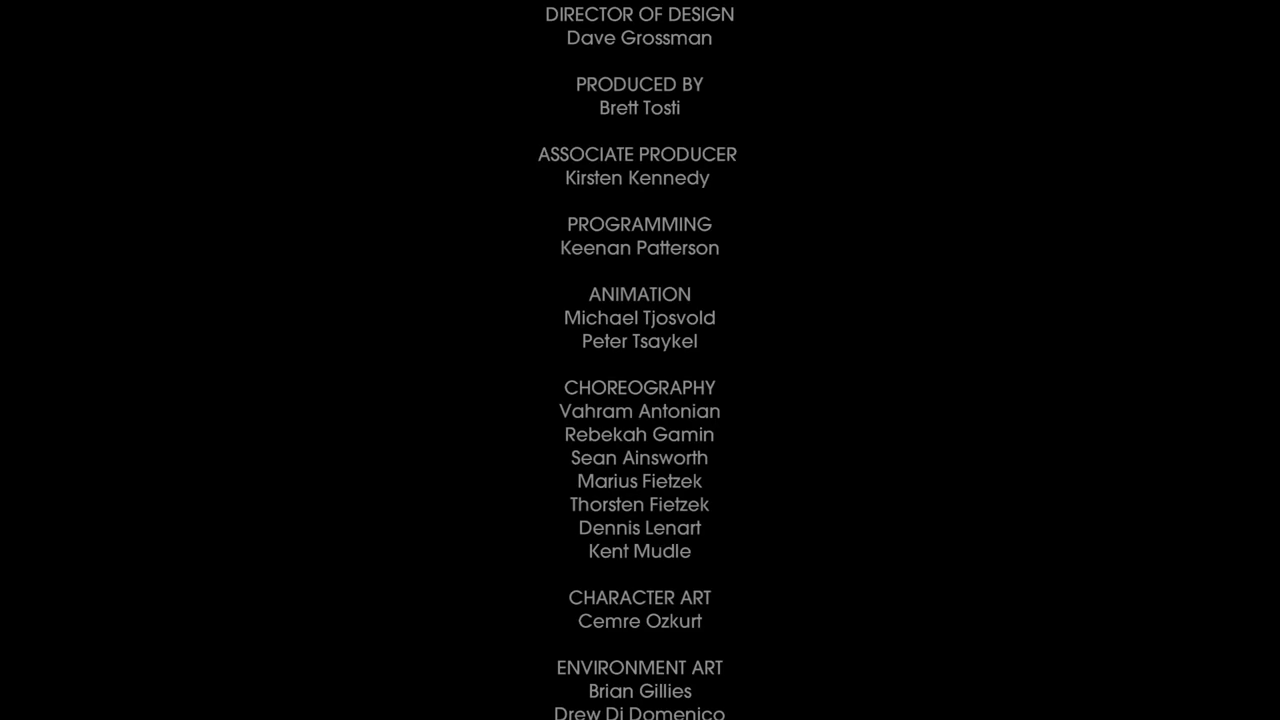 DIRECTOR OF DESIGN
Dave Grossman
PRODUCED BY
Brett Tosti
ASSOCIATE PRODUCER
Kirsten Kennedy
PROGRAMMING
Keenan Patterson
ANIMATION
Michael Tjosvold
Peter Tsaykel
CHOREOGRAPHY
Vahram Antonian
Rebekah Gamin
Sean Ainsworth
Marius Fietzek
Thorsten Fietzek
Dennis Lenart
Kent Mudle
CHARACTER ART
Cemre Ozkurt
ENVIRONMENT ART
Brian Gillies
Drew Di Domenico